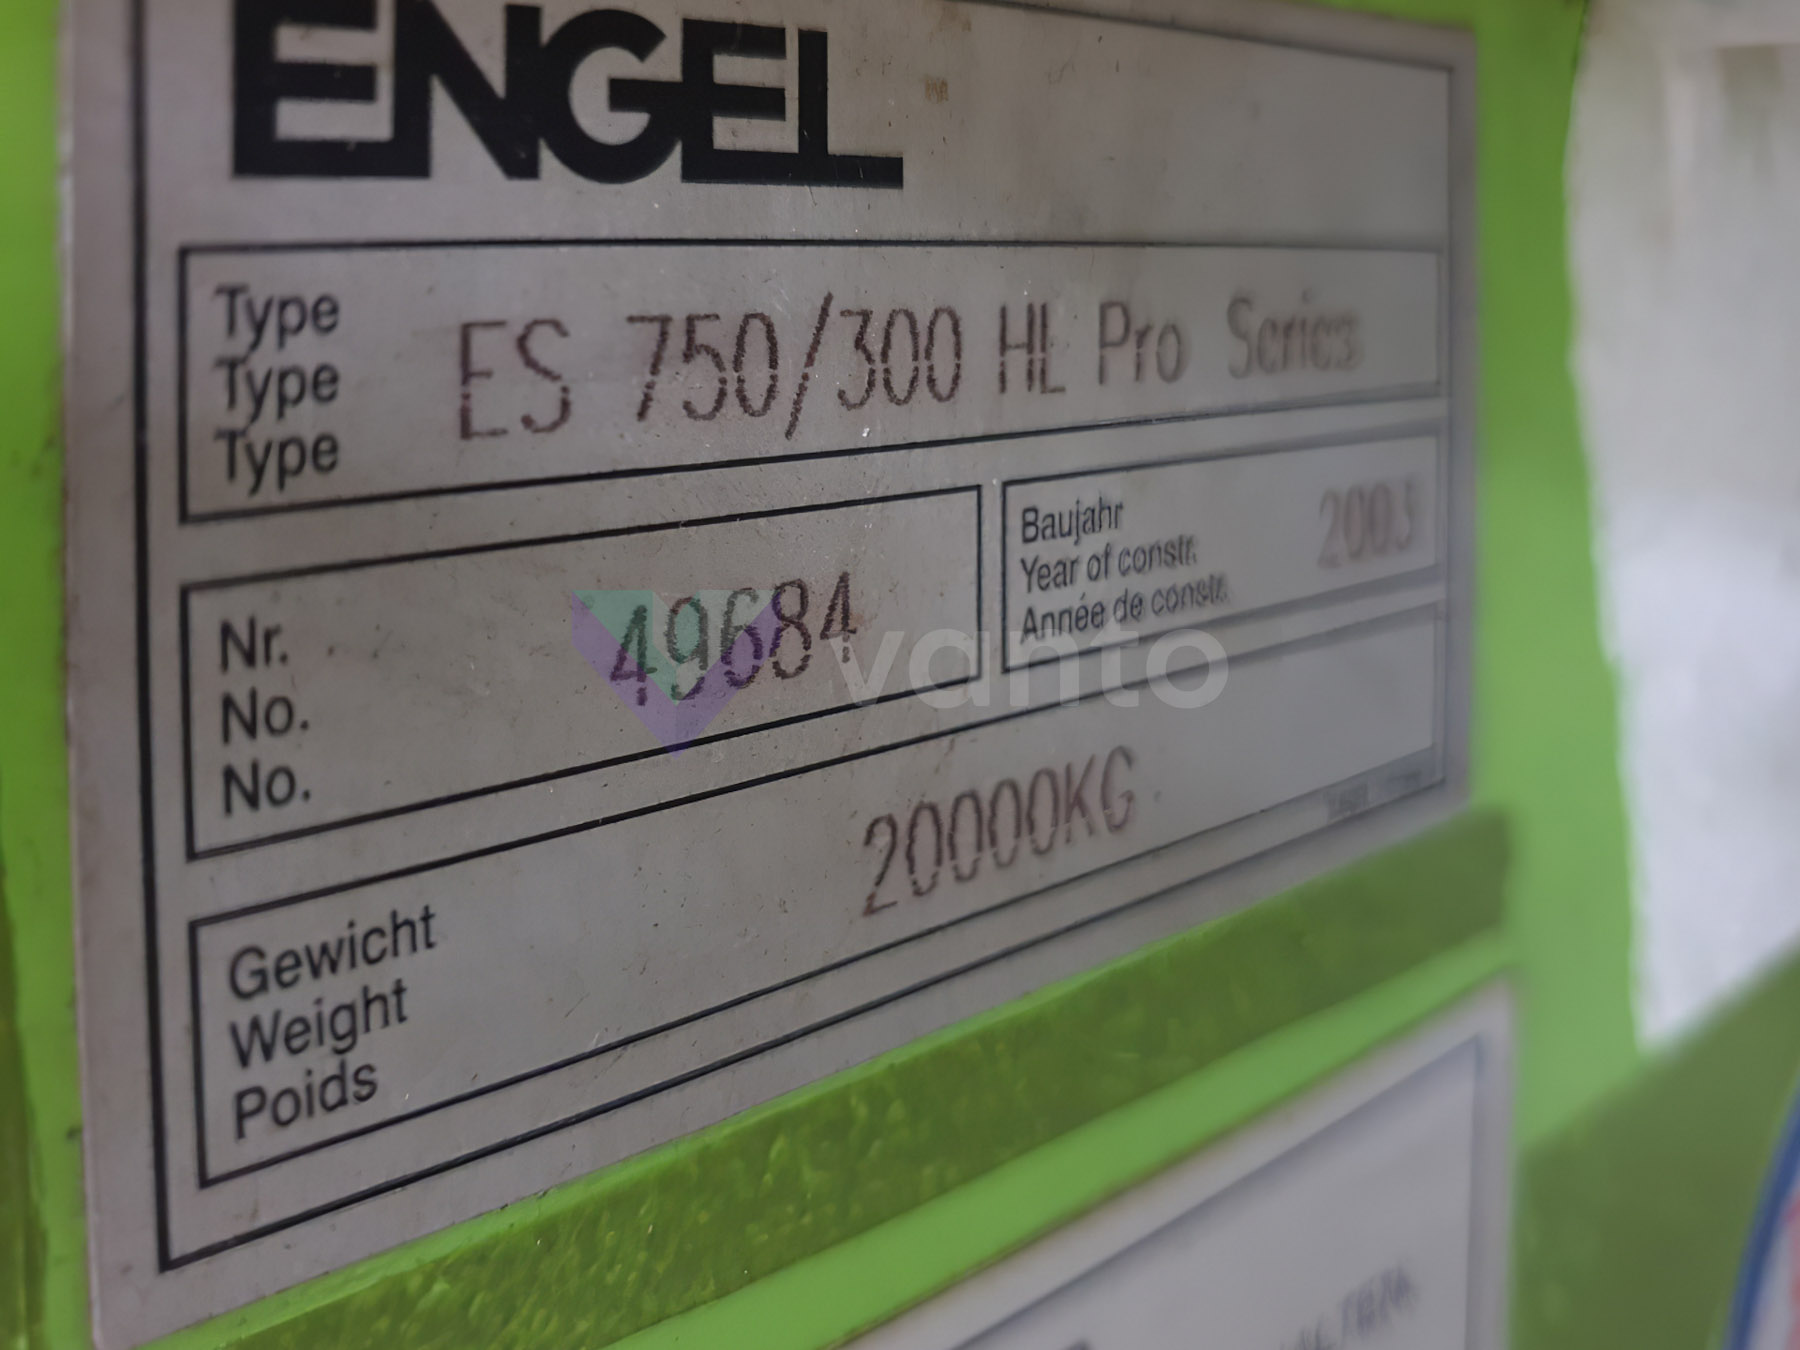 ENGEL
Type
Type ES 750/300 HL Pro Series
Type
Nr.
No. 49684
No.
Baujahr 2003
Year of constr.
Année de constr.
vanto
Gewicht
Weight 20000KG
Poids